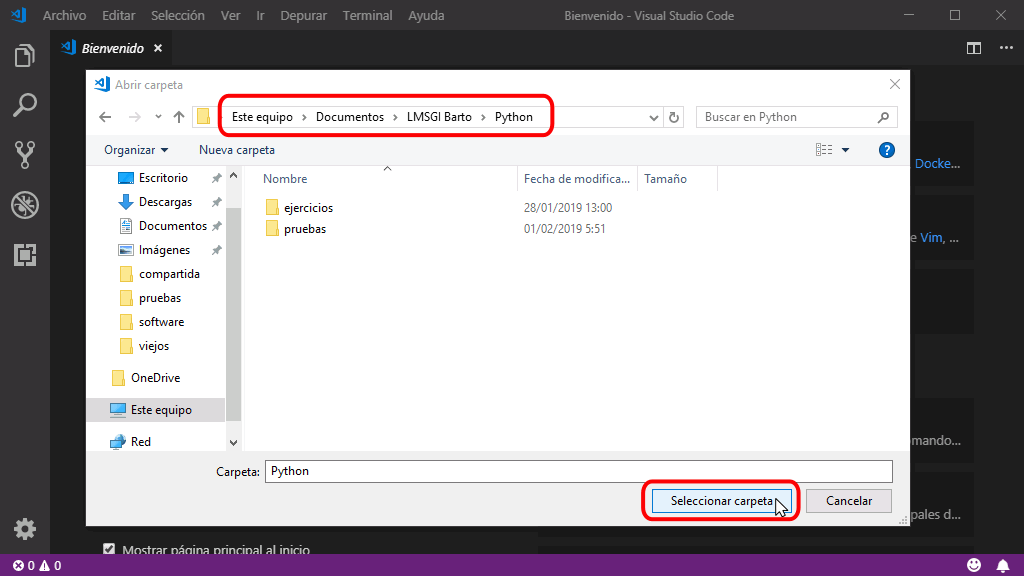 Archivo Editar Selección Ver Ir Depurar Terminal Ayuda Bienvenido - Visual Studio Code
Bienvenido
Abrir carpeta
Este equipo > Documentos > LMSGI Barto > Python
Buscar en Python
Organizar Nueva carpeta ?
Nombre Fecha de modifica... Tamaño
Escritorio
Descargas
Documentos
Imágenes
compartida
pruebas
software
viejos
OneDrive
Este equipo
Red
ejercicios 28/01/2019 13:00
pruebas 01/02/2019 5:51
Carpeta: Python
Seleccionar carpeta Cancelar
Docke...
e Vim, ...
mando...
pales d...
Mostrar página principal al inicio
0 0